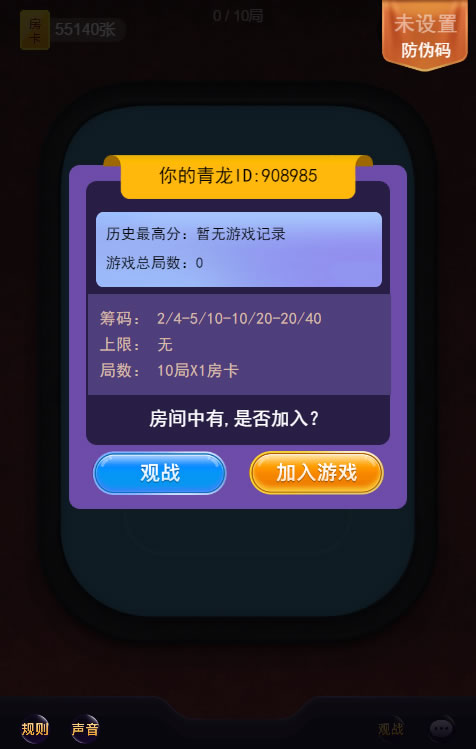 房卡
55140张
0 / 10局
未设置
防伪码
你的青龙ID:908985
历史最高分: 暂无游戏记录
游戏总局数: 0
筹码: 2/4-5/10-10/20-20/40
上限: 无
局数: 10局X1房卡
房间中有,是否加入?
观战
加入游戏
规则
声音
观战